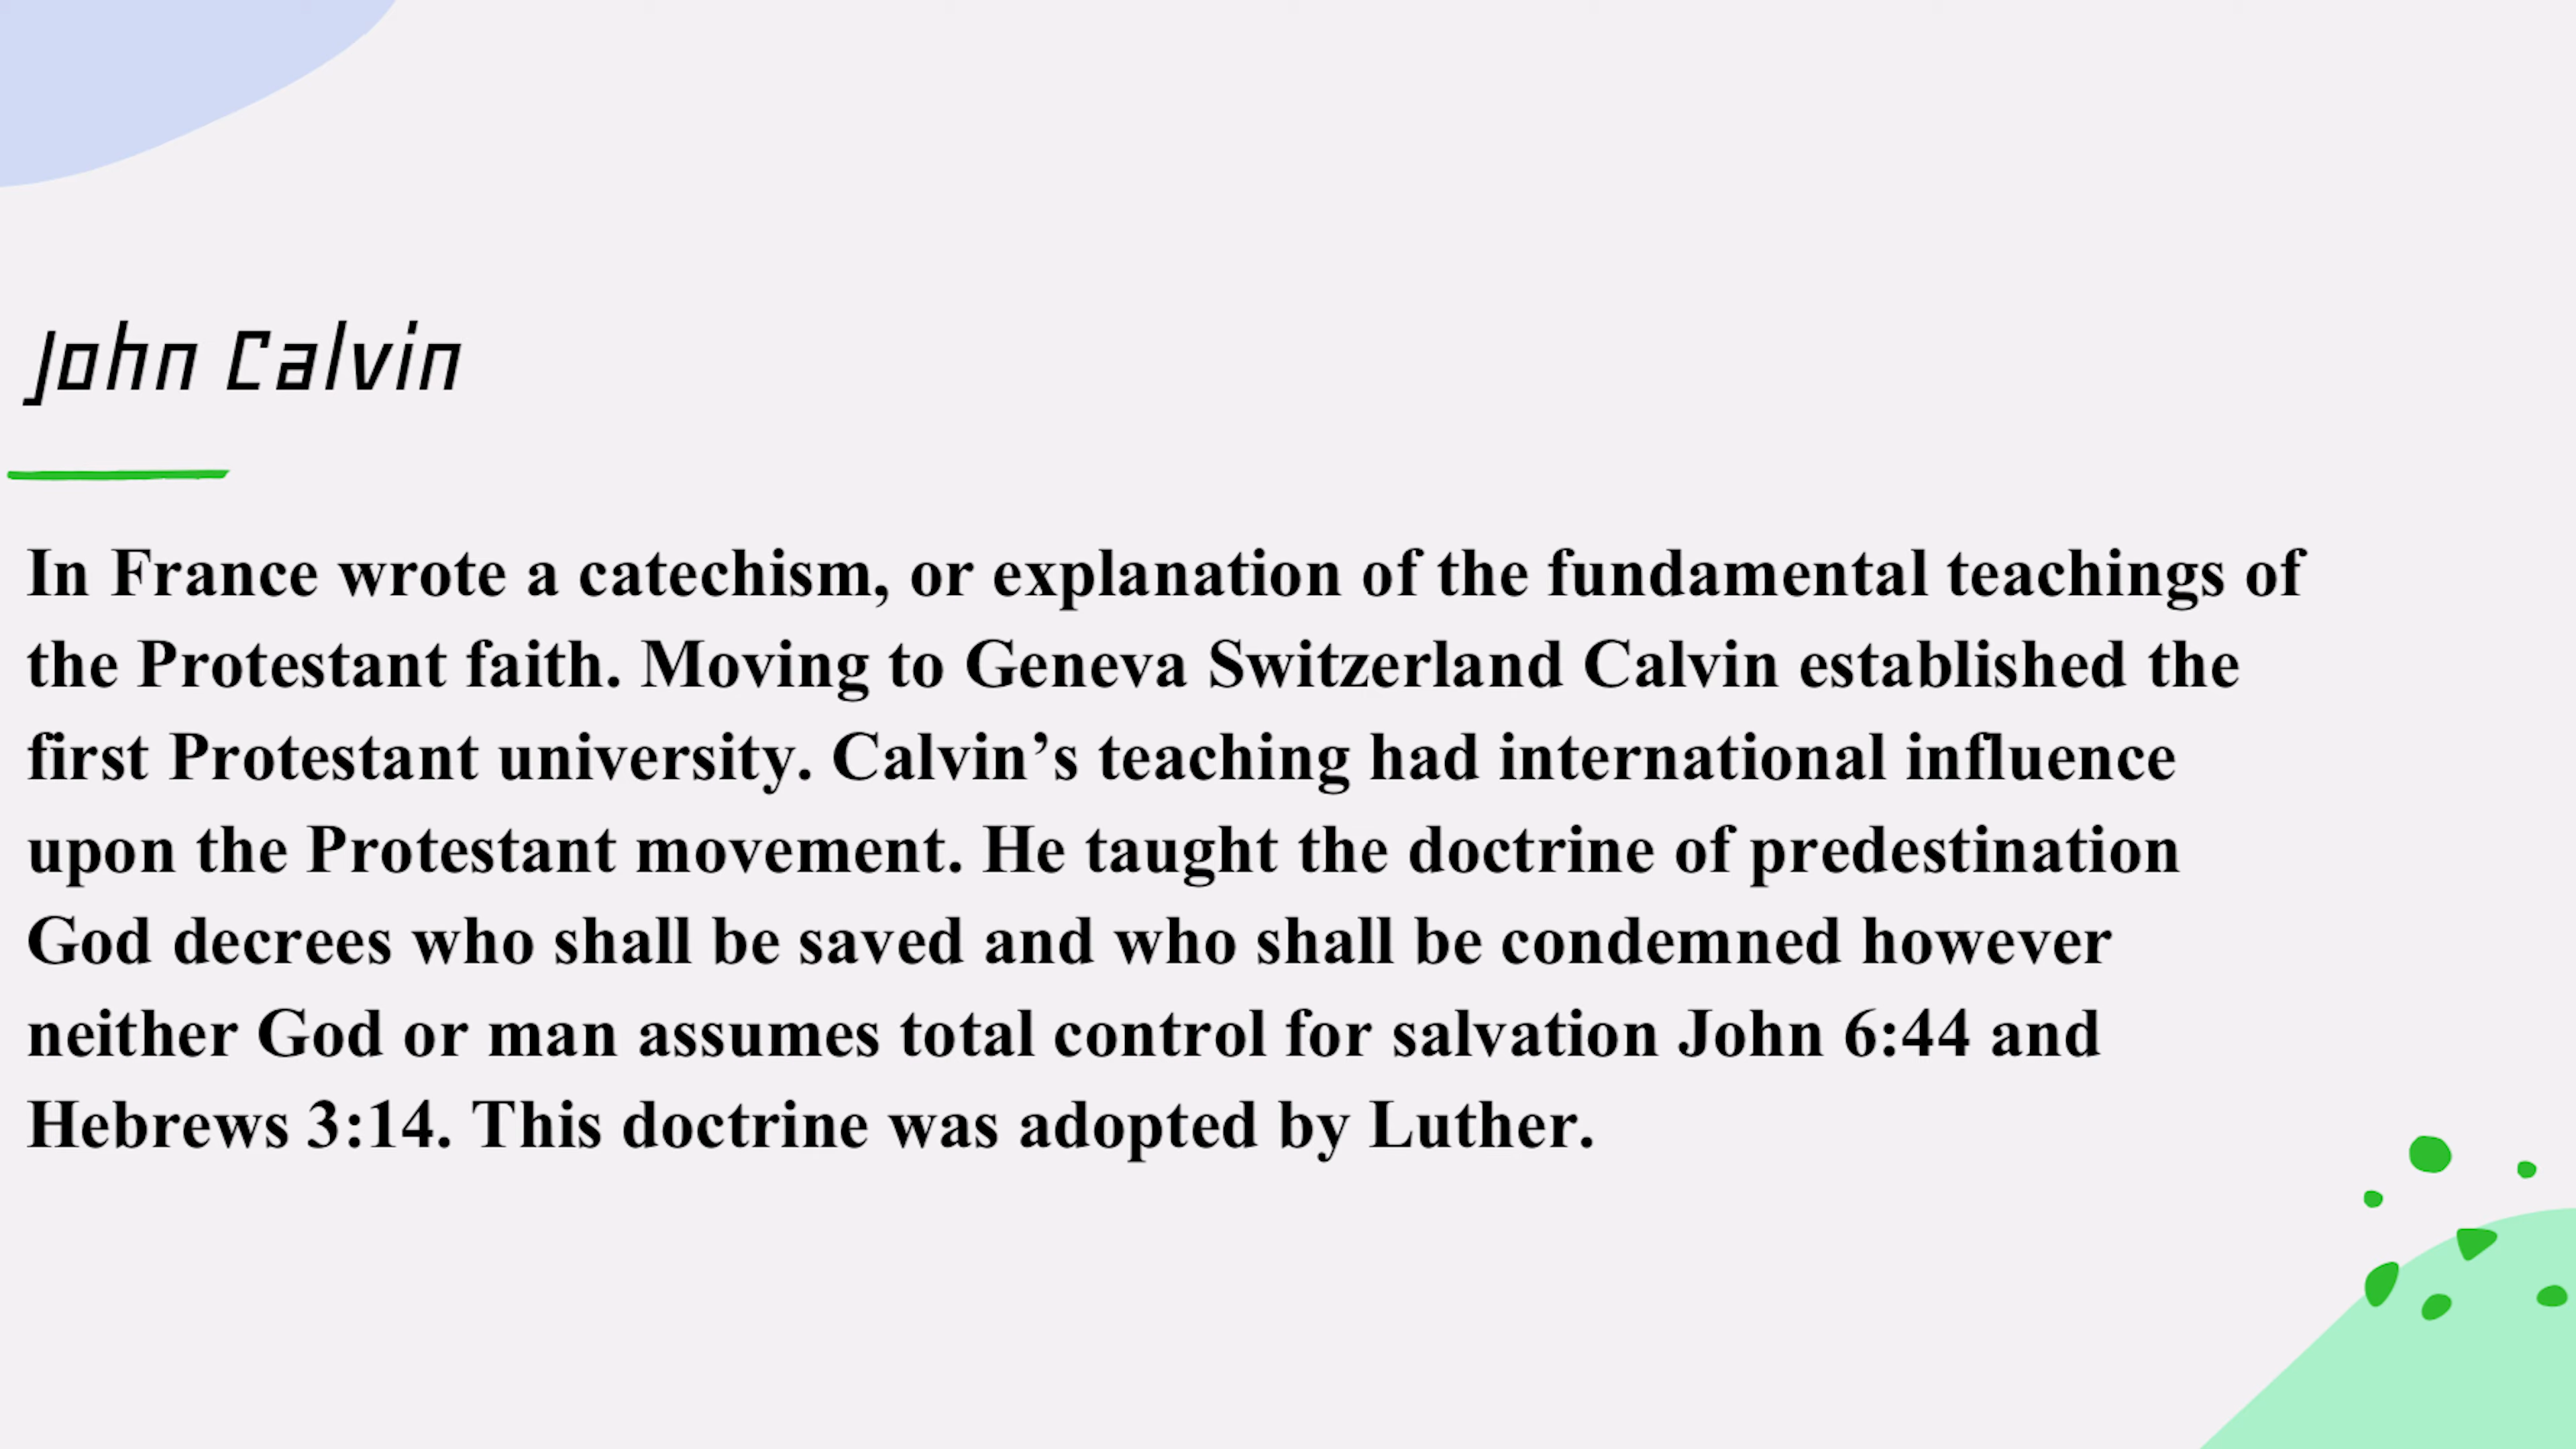 John Calvin
In France wrote a catechism, or explanation of the fundamental teachings of
the Protestant faith. Moving to Geneva Switzerland Calvin established the
first Protestant university. Calvin’s teaching had international influence
upon the Protestant movement. He taught the doctrine of predestination
God decrees who shall be saved and who shall be condemned however
neither God or man assumes total control for salvation John 6:44 and
Hebrews 3:14. This doctrine was adopted by Luther.